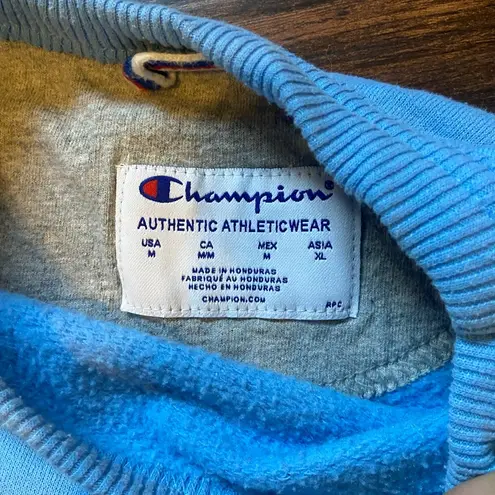 Champion®
AUTHENTIC ATHLETICWEAR
USA CA MEX ASIA
M M/M M XL
MADE IN HONDURAS
FABRIQUÉ AU HONDURAS
HECHO EN HONDURAS
CHAMPION.COM
RPC